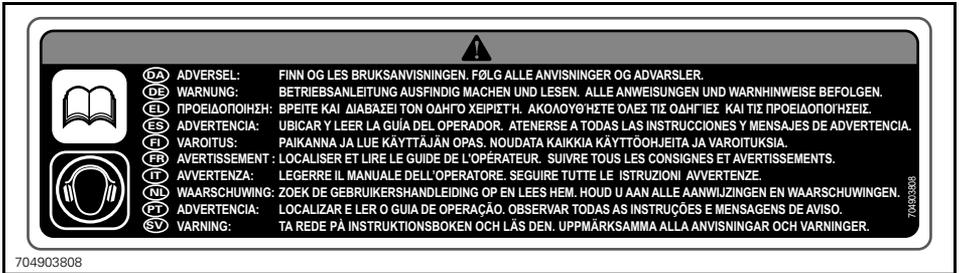 DA ADVERSEL: FINN OG LES BRUKSANVISNINGEN. FØLG ALLE ANVISNINGER OG ADVARSLER.
DE WARNUNG: BETRIEBSANLEITUNG AUSFINDIG MACHEN UND LESEN. ALLE ANWEISUNGEN UND WARNHINWEISE BEFOLGEN.
EL ΠΡΟΕΙΔΟΠΟΙΗΣΗ: ΒΡΕΙΤΕ ΚΑΙ ΔΙΑΒΆΣΕΙ ΤΟΝ ΟΔΗΓΌ ΧΕΙΡΙΣΤΉ. ΑΚΟΛΟΥΘΉΣΤΕ ΌΛΕΣ ΤΙΣ ΟΔΗΓΊΕΣ ΚΑΙ ΤΙΣ ΠΡΟΕΙΔΟΠΟΙΉΣΕΙΣ.
ES ADVERTENCIA: UBICAR Y LEER LA GUÍA DEL OPERADOR. ATENERSE A TODAS LAS INSTRUCCIONES Y MENSAJES DE ADVERTENCIA.
FI VAROITUS: PAIKANNA JA LUE KÄYTTÄJÄN OPAS. NOUDATA KAIKKIA KÄYTTÖOHJEITA JA VAROITUKSIA.
FR AVERTISSEMENT : LOCALISER ET LIRE LE GUIDE DE L'OPÉRATEUR. SUIVRE TOUS LES CONSIGNES ET AVERTISSEMENTS.
IT AVVERTENZA: LEGERRE IL MANUALE DELL'OPERATORE. SEGUIRE TUTTE LE ISTRUZIONI AVVERTENZE.
NL WAARSCHUWING: ZOEK DE GEBRUIKERSHANDLEIDING OP EN LEES HEM. HOUD U AAN ALLE AANWIJZINGEN EN WAARSCHUWINGEN.
PT ADVERTENCIA: LOCALIZAR E LER O GUIA DE OPERAÇÃO. OBSERVAR TODAS AS INSTRUÇÕES E MENSAGENS DE AVISO.
SV VARNING: TA REDE PÀ INSTRUKTIONSBOKEN OCH LÄS DEN. UPPMÄRKSAMMA ALLA ANVISNINGAR OCH VARNINGER.
704903808
704903808